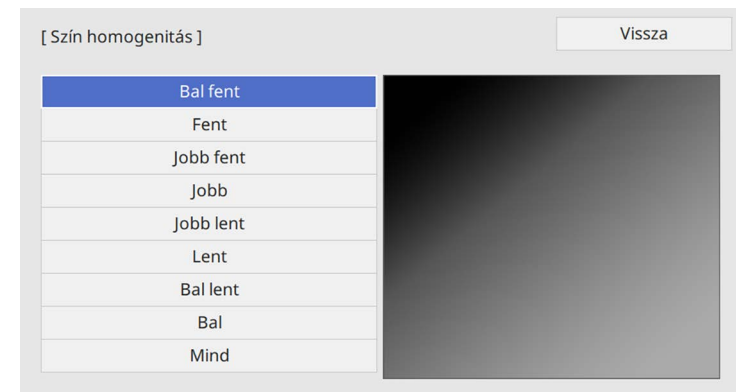 [ Szín homogenitás ]
Vissza
Bal fent
Fent
Jobb fent
Jobb
Jobb lent
Lent
Bal lent
Bal
Mind